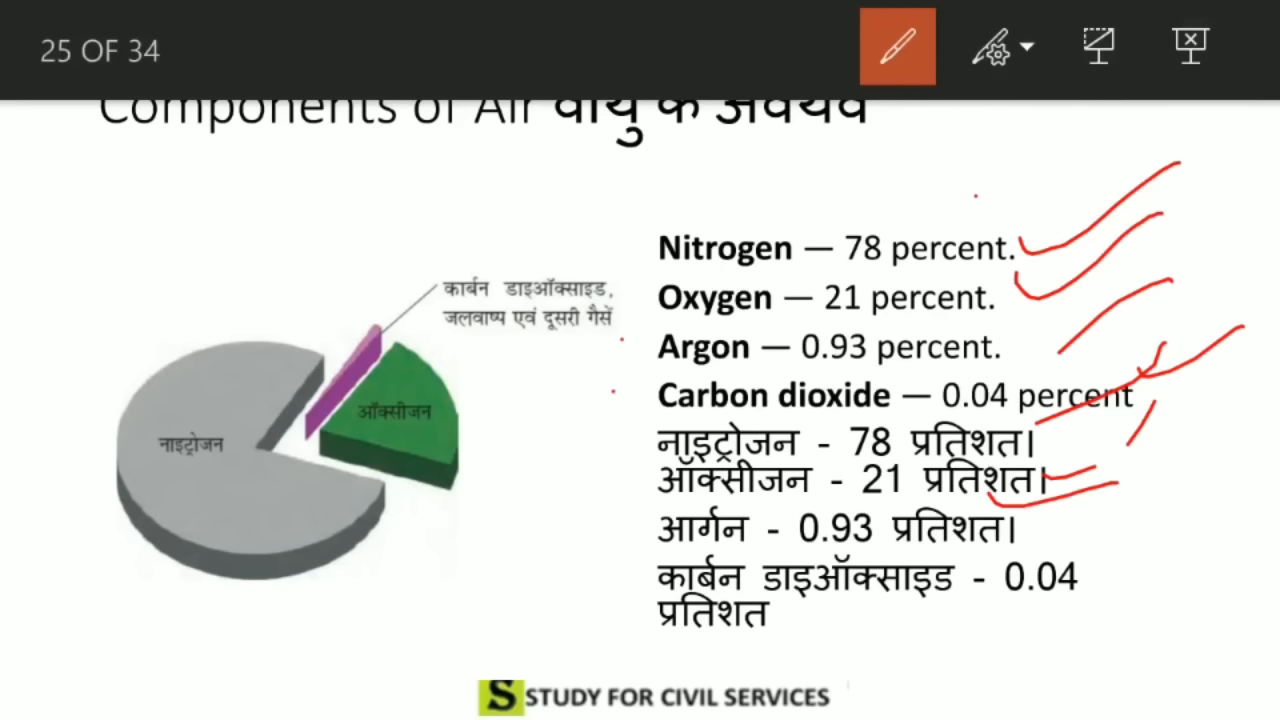 25 OF 34
Components of Air वायु के अवयव
कार्बन डाइऑक्साइड,
जलवाष्प एवं दूसरी गैसें
नाइट्रोजन
ऑक्सीजन
Nitrogen — 78 percent.
Oxygen — 21 percent.
Argon — 0.93 percent.
Carbon dioxide — 0.04 percent
नाइट्रोजन - 78 प्रतिशत।
ऑक्सीजन - 21 प्रतिशत।
आर्गन - 0.93 प्रतिशत।
कार्बन डाइऑक्साइड - 0.04
प्रतिशत
S STUDY FOR CIVIL SERVICES